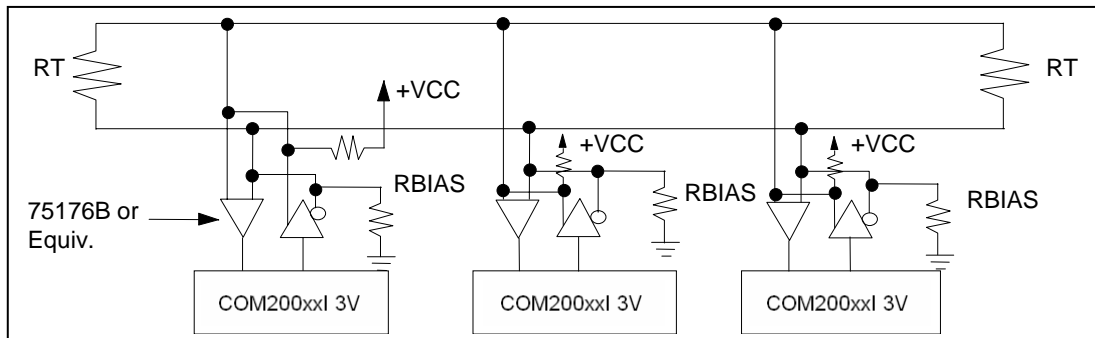 RT
RT
+VCC
+VCC
+VCC
RBIAS
RBIAS
RBIAS
75176B or
Equiv.
COM200xxI 3V
COM200xxI 3V
COM200xxI 3V